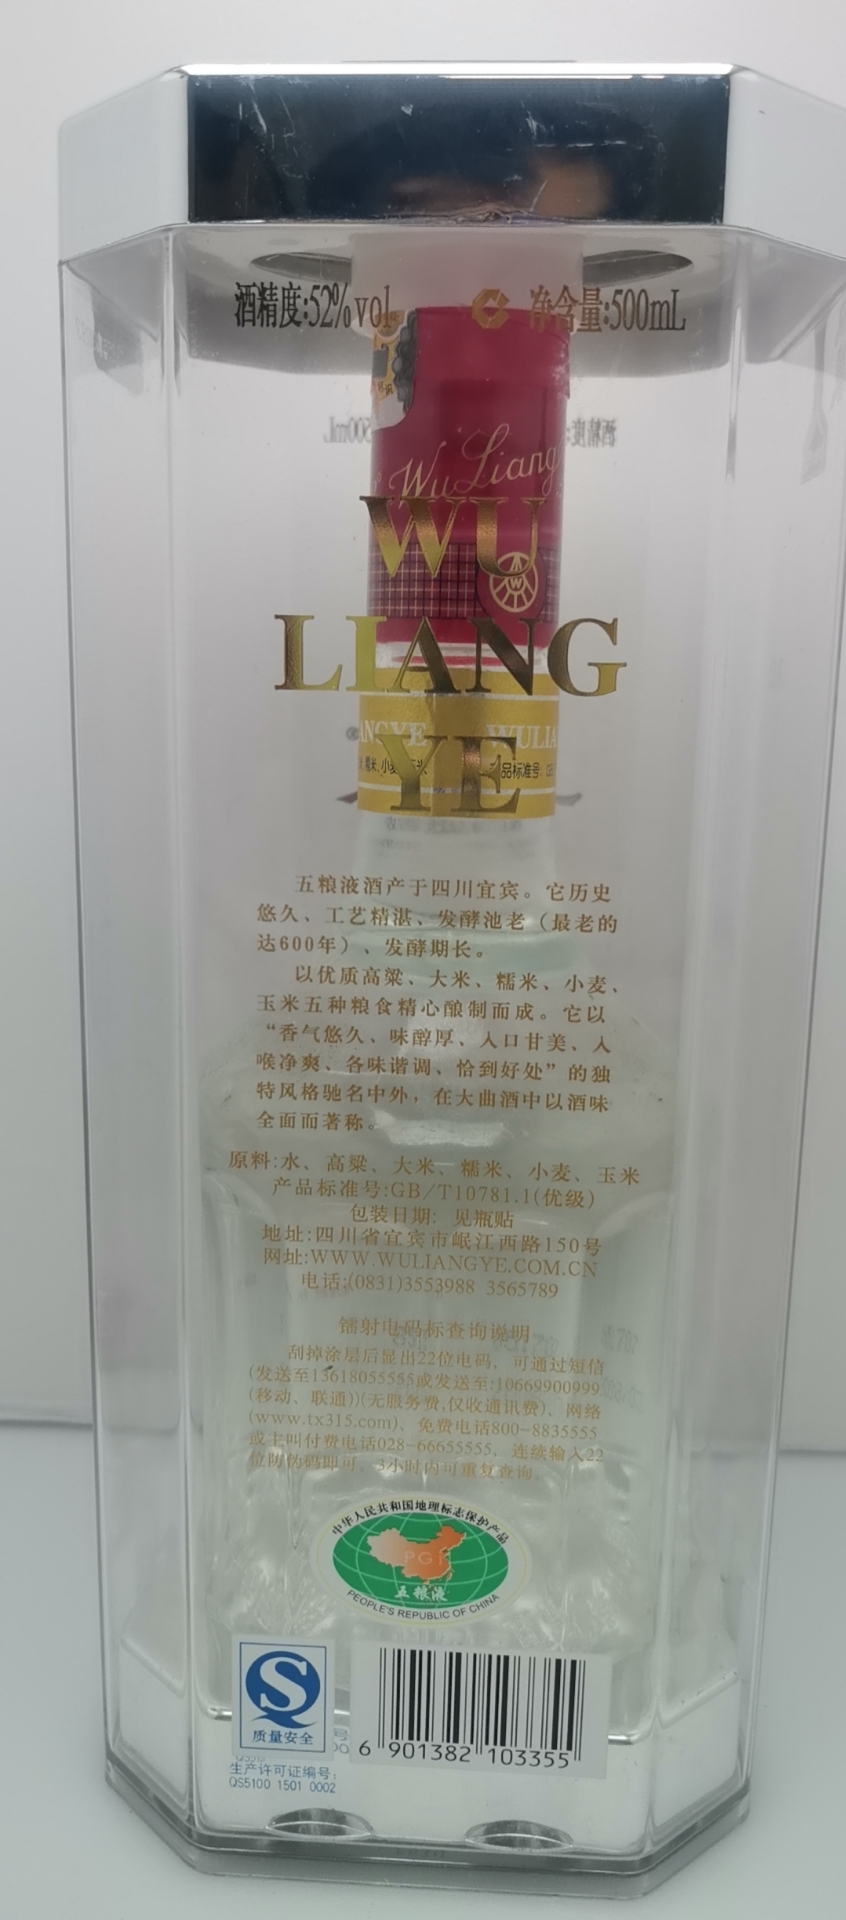 酒精度:52%vol
净含量:500mL
WuLiang
WU
LIANG
YE
W
ANGYE
WULIA
糯米、小麦
品标准号:
五粮液酒产于四川宜宾。它历史
悠久、工艺精湛、发酵池老（最老的
达600年）、发酵期长。
以优质高粱、大米、糯米、小麦、
玉米五种粮食精心酿制而成。它以
“香气悠久、味醇厚、入口甘美、入
喉净爽、各味谐调、恰到好处”的独
特风格驰名中外，在大曲酒中以酒味
全面而著称。
原料:水、高粱、大米、糯米、小麦、玉米
产品标准号:GB/T10781.1(优级)
包装日期: 见瓶贴
地址:四川省宜宾市岷江西路150号
网址:WWW.WULIANGYE.COM.CN
电话:(0831)3553988 3565789
镭射电码标查询说明
刮掉涂层后显出22位电码，可通过短信
(发送至13618055555或发送至:10669900999
(移动、联通))(无服务费,仅收通讯费)、网络
(www.tx315.com)、免费电话800-8835555
或主叫付费电话028-66655555，连续输入22
位防伪码即可。3小时内可重复查询。
中华人民共和国地理标志保护产品
PGI
五粮液
PEOPLE'S REPUBLIC OF CHINA
质量安全
6 901382 103355
生产许可证编号:
QS5100 1501 0002